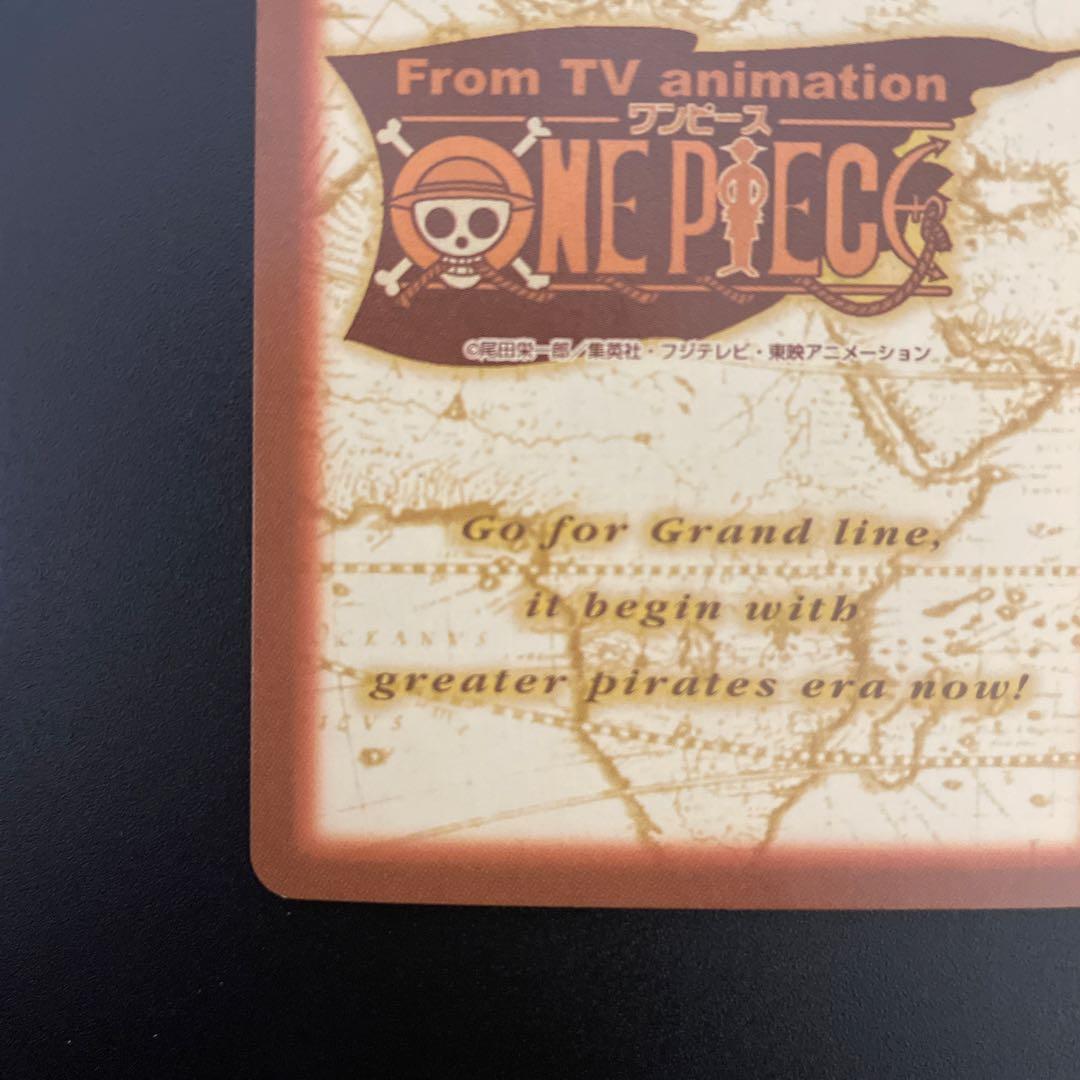 From TV animation
ワンピース
ONE PIECE
©尾田栄一郎／集英社・フジテレビ・東映アニメーション
Go for Grand line,
it begin with
OCEANVS
greater pirates era now!